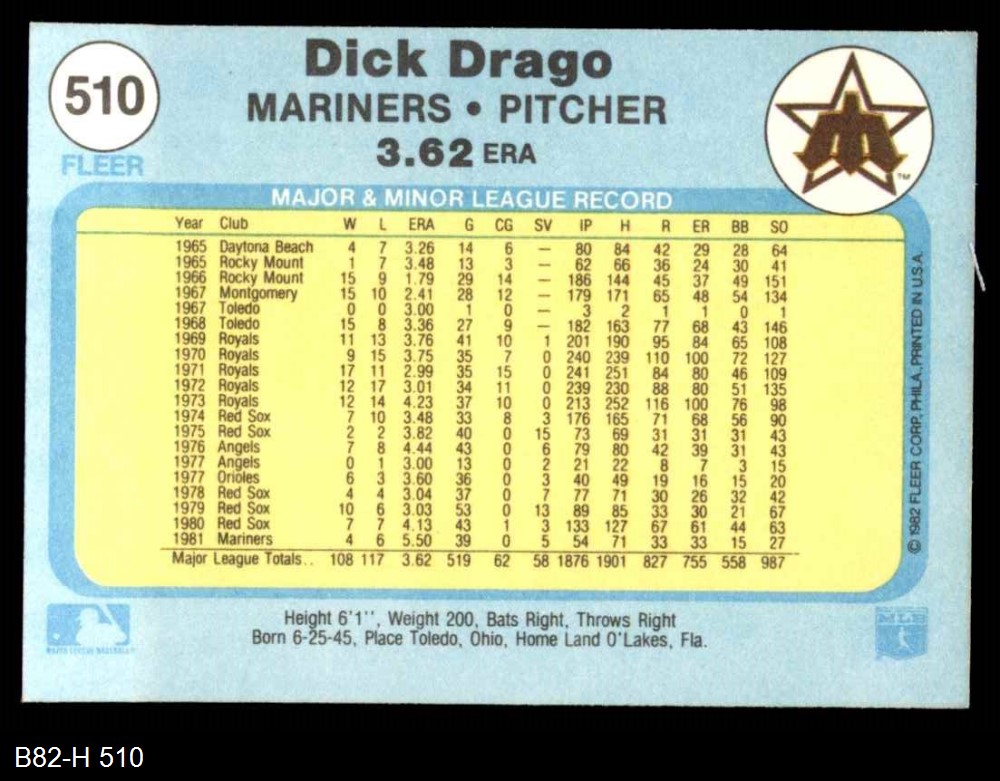 510
FLEER
Dick Drago
MARINERS • PITCHER
3.62 ERA
TM
MAJOR & MINOR LEAGUE RECORD
Year Club W L ERA G CG SV IP H R ER BB SO
1965 Daytona Beach 4 7 3.26 14 6 — 80 84 42 29 28 64
1965 Rocky Mount 1 7 3.48 13 3 — 62 66 36 24 30 41
1966 Rocky Mount 15 9 1.79 29 14 — 186 144 45 37 49 151
1967 Montgomery 15 10 2.41 28 12 — 179 171 65 48 54 134
1967 Toledo 0 0 3.00 1 0 — 3 2 1 1 0 1
1968 Toledo 15 8 3.36 27 9 — 182 163 77 68 43 146
1969 Royals 11 13 3.76 41 10 1 201 190 95 84 65 108
1970 Royals 9 15 3.75 35 7 0 240 239 110 100 72 127
1971 Royals 17 11 2.99 35 15 0 241 251 84 80 46 109
1972 Royals 12 17 3.01 34 11 0 239 230 88 80 51 135
1973 Royals 12 14 4.23 37 10 0 213 252 116 100 76 98
1974 Red Sox 7 10 3.48 33 8 3 176 165 71 68 56 90
1975 Red Sox 2 2 3.82 40 0 15 73 69 31 31 31 43
1976 Angels 7 8 4.44 43 0 6 79 80 42 39 31 43
1977 Angels 0 1 3.00 13 0 2 21 22 8 7 3 15
1977 Orioles 6 3 3.60 36 0 3 40 49 19 16 15 20
1978 Red Sox 4 4 3.04 37 0 7 77 71 30 26 32 42
1979 Red Sox 10 6 3.03 53 0 13 89 85 33 30 21 67
1980 Red Sox 7 7 4.13 43 1 3 133 127 67 61 44 63
1981 Mariners 4 6 5.50 39 0 5 54 71 33 33 15 27
Major League Totals.. 108 117 3.62 519 62 58 1876 1901 827 755 558 987
© 1982 FLEER CORP., PHILA., PRINTED IN U.S.A.
Height 6'1'', Weight 200, Bats Right, Throws Right
Born 6-25-45, Place Toledo, Ohio, Home Land O'Lakes, Fla.
MAJOR LEAGUE BASEBALL
B82-H 510